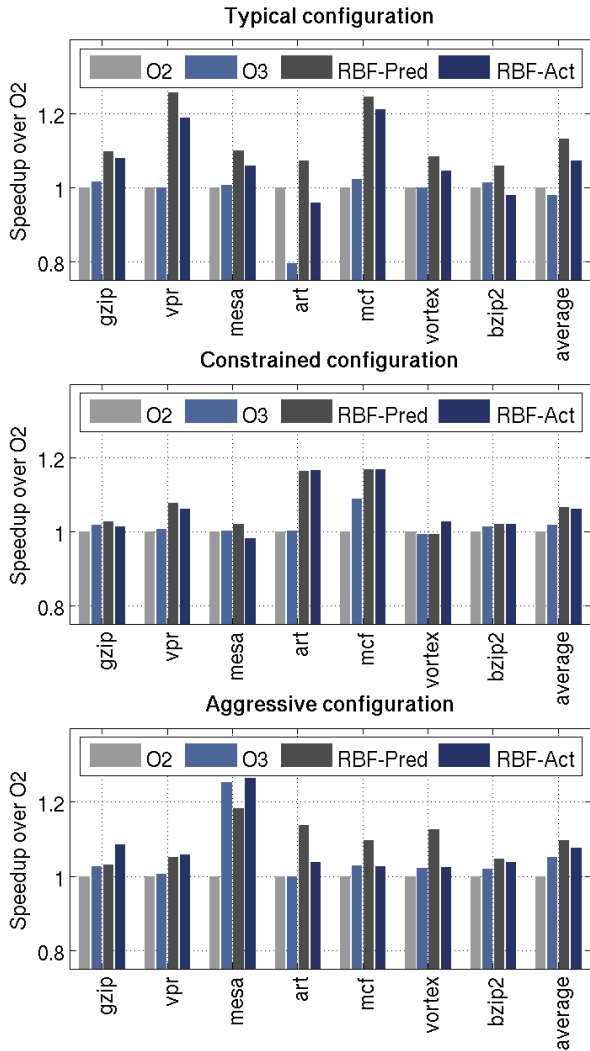 Typical configuration
O2 O3 RBF-Pred RBF-Act
Speedup over O2
1.2
1
0.8
gzip vpr mesa art mcf vortex bzip2 average
Constrained configuration
O2 O3 RBF-Pred RBF-Act
Speedup over O2
1.2
1
0.8
gzip vpr mesa art mcf vortex bzip2 average
Aggressive configuration
O2 O3 RBF-Pred RBF-Act
Speedup over O2
1.2
1
0.8
gzip vpr mesa art mcf vortex bzip2 average